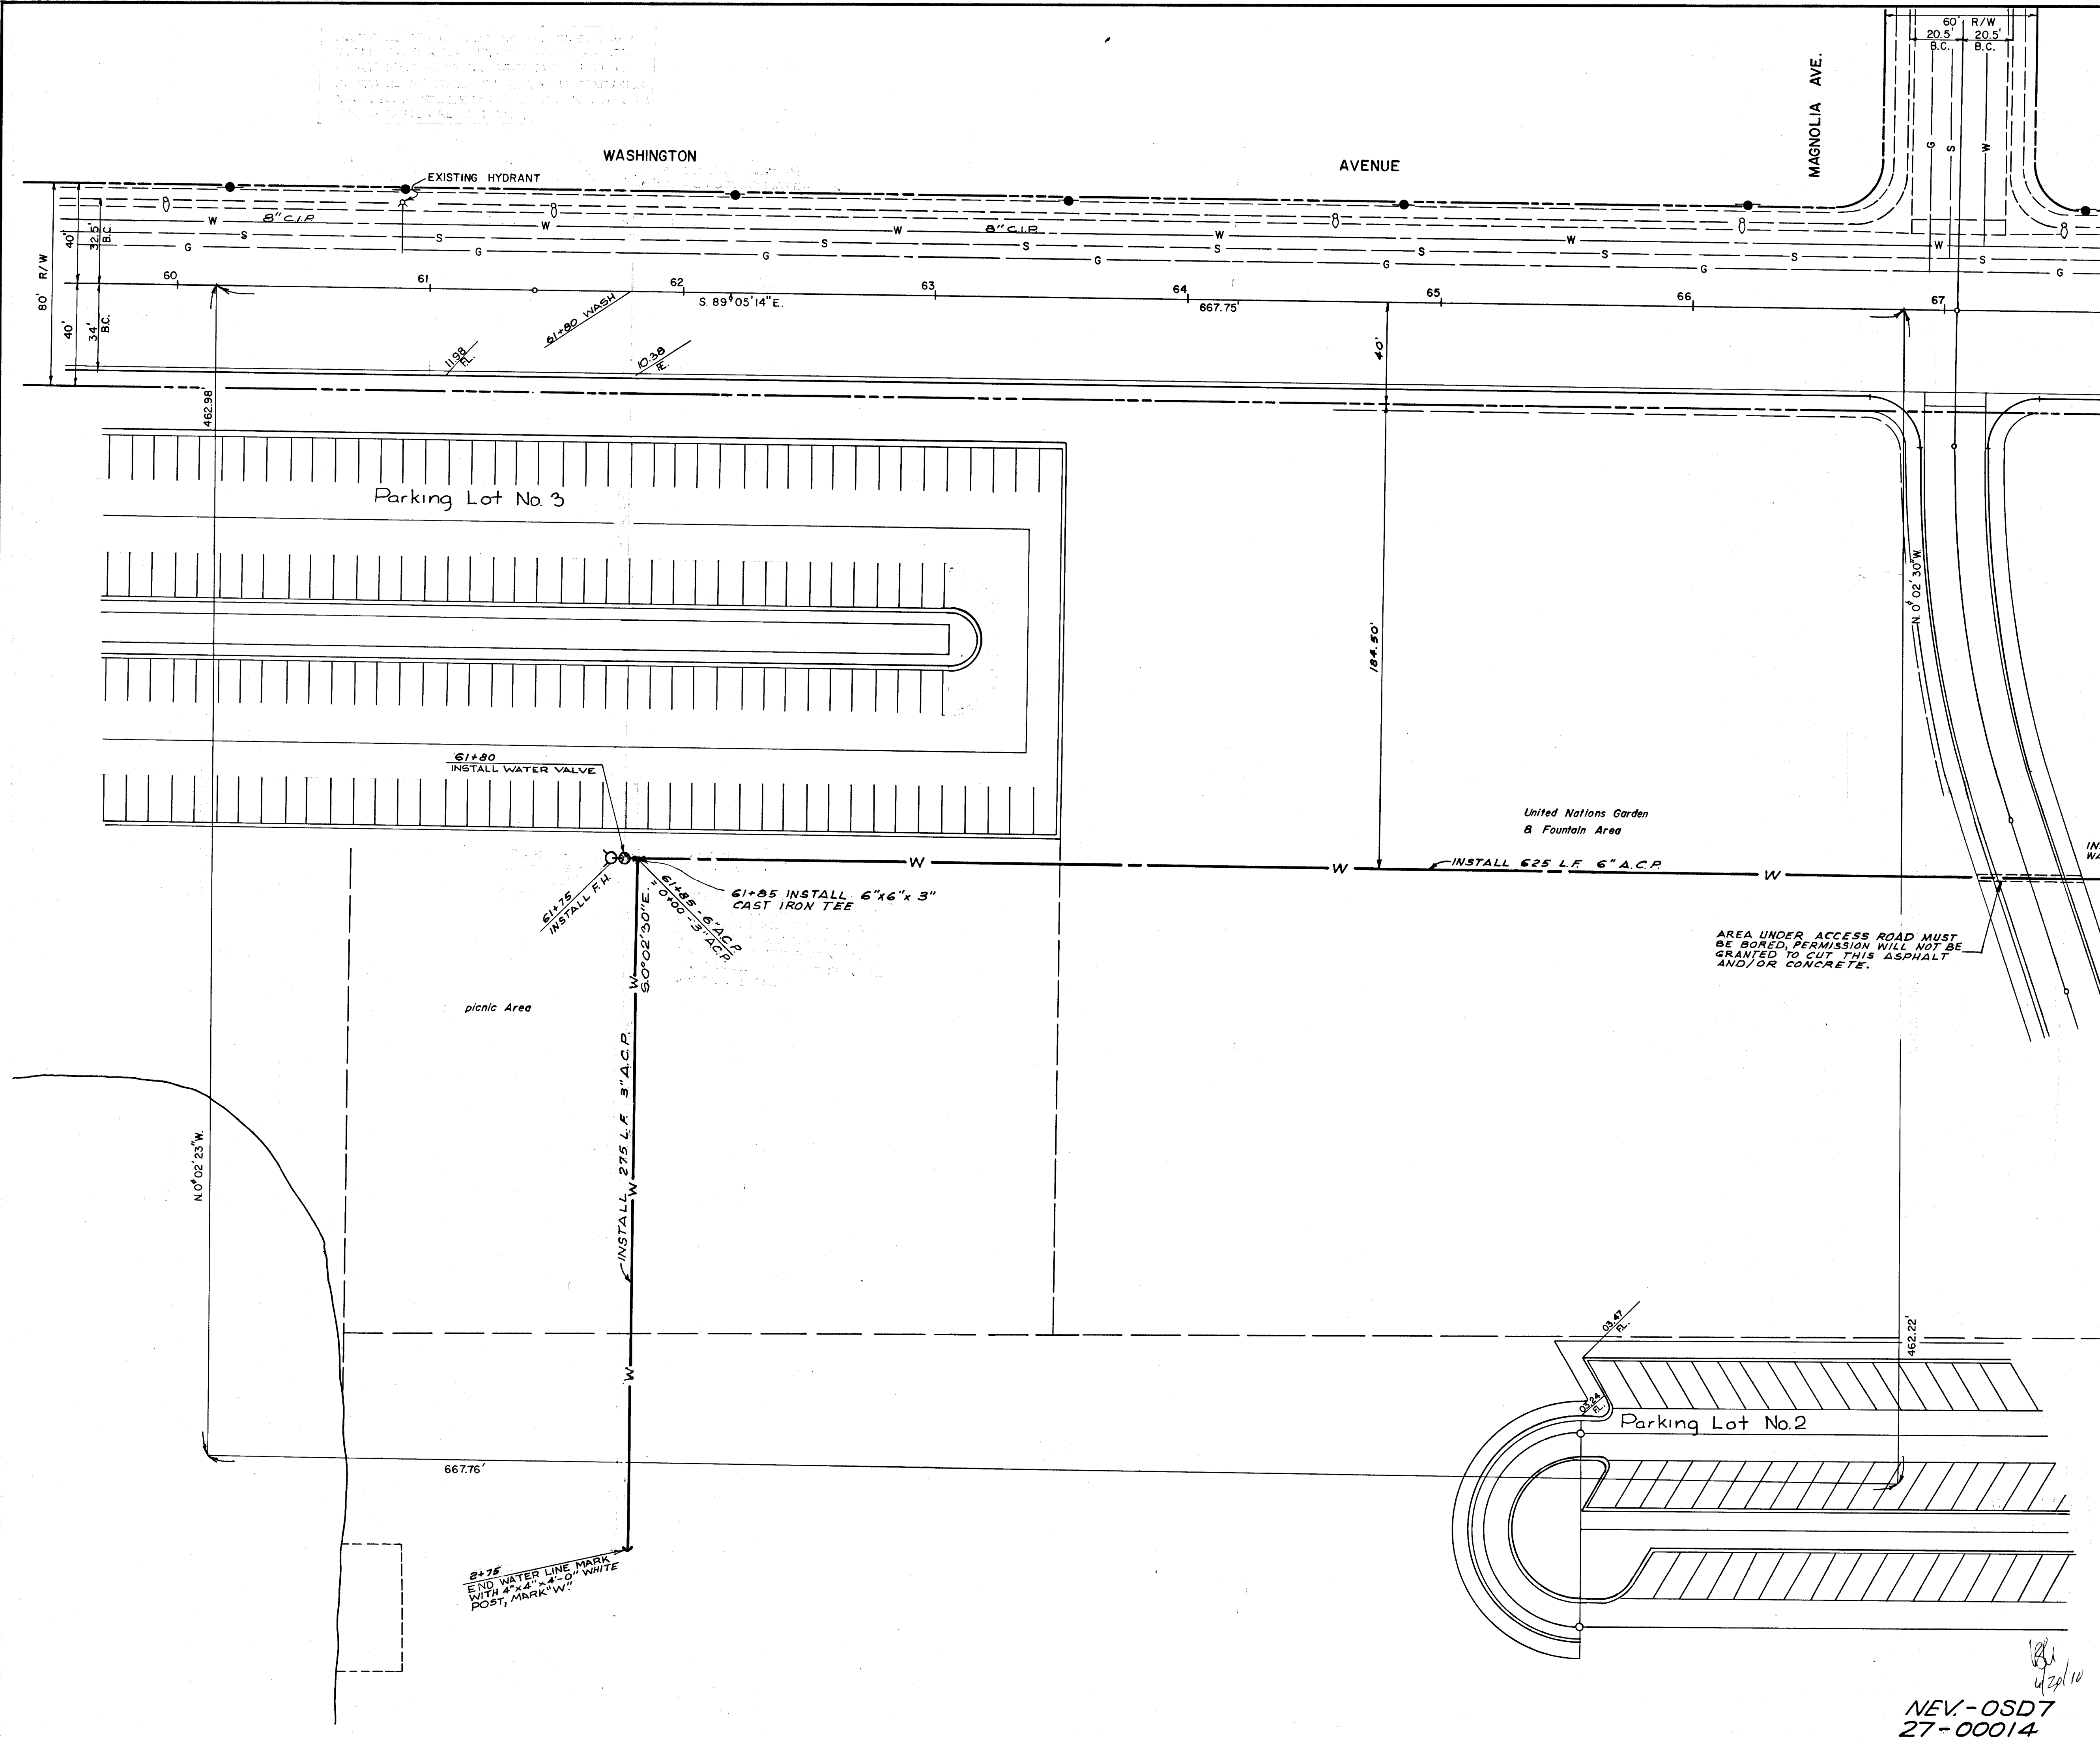 60' R/W
20.5' 20.5'
B.C. B.C.
MAGNOLIA AVE.
WASHINGTON AVENUE
EXISTING HYDRANT
8" C.I.P.
8" C.I.P.
W W W W W W
S S S S S S S S
G G G G G G G
G S W
80' R/W
40'
32.5'
B.C.
40'
34'
B.C.
60 61 62 63 64 65 66 67
S. 89° 05' 14" E.
667.75'
61+80 WASH
11.98
FL.
10.38
40'
462.98'
Parking Lot No. 3
N. 0° 02' 30" W.
184.50'
61+80
INSTALL WATER VALVE
United Nations Garden
& Fountain Area
W W W
INSTALL 625 L.F. 6" A.C.P.
61+75
INSTALL F.H.
61+85 - 6" A.C.P.
= 0+00 - 3" A.C.P.
61+85 INSTALL 6"x6"x 3"
CAST IRON TEE
S.0°02'30"E.
AREA UNDER ACCESS ROAD MUST
BE BORED, PERMISSION WILL NOT BE
GRANTED TO CUT THIS ASPHALT
AND/OR CONCRETE.
picnic Area
W W W
INSTALL 275 L.F. 3" A.C.P.
N.0°02'23"W.
03.47
FL.
462.22'
03.24
FL.
Parking Lot No.2
667.76'
2+75
END WATER LINE, MARK
WITH 4"x4"x4'-0" WHITE
POST, MARK "W".
NEV.-OSD7
27-00014